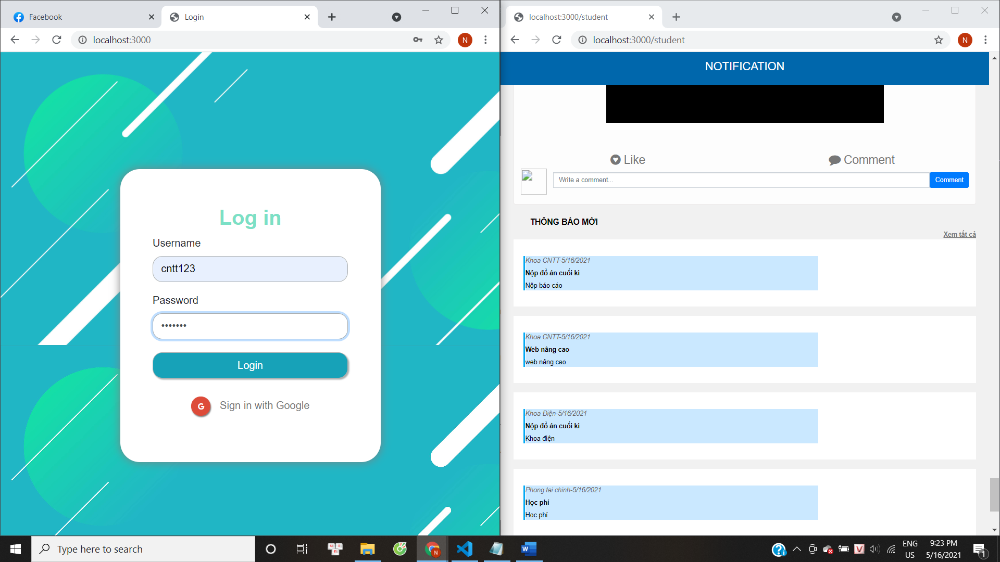 Facebook
Login
localhost:3000
N
Log in
Username
cntt123
Password
•••••••
Login
G
Sign in with Google
localhost:3000/student
localhost:3000/student
N
NOTIFICATION
Like
Comment
Write a comment...
Comment
THÔNG BÁO MỚI
Xem tất cả
Khoa CNTT-5/16/2021
Nộp đồ án cuối kì
Nộp báo cáo
Khoa CNTT-5/16/2021
Web nâng cao
web nâng cao
Khoa Điện-5/16/2021
Nộp đồ án cuối kì
Khoa điện
Phong tai chinh-5/16/2021
Học phí
Học phí
Type here to search
ENG
US
9:23 PM
5/16/2021
1